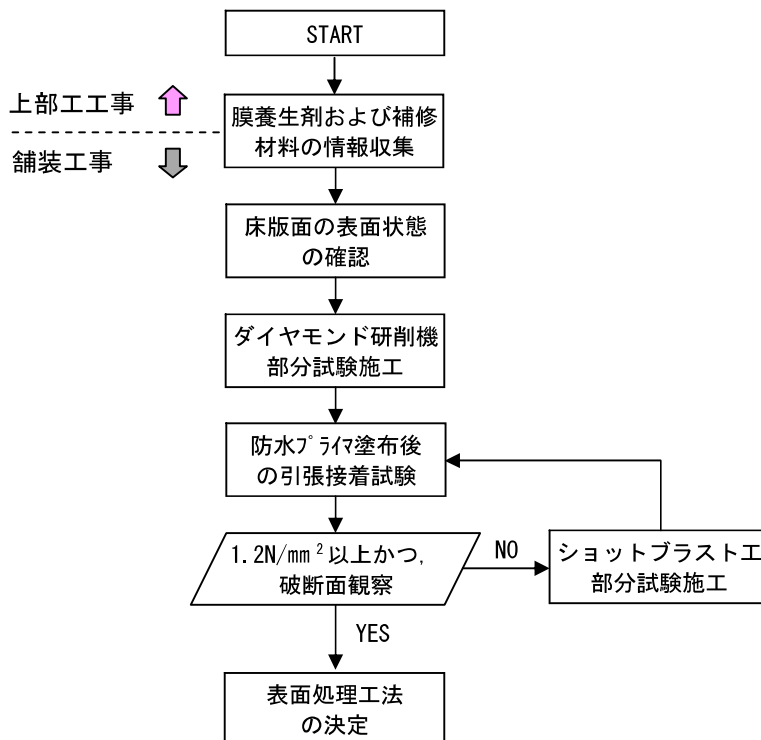 START
上部工工事
膜養生剤および補修
材料の情報収集
舗装工事
床版面の表面状態
の確認
ダイヤモンド研削機
部分試験施工
防水ﾌﾟﾗｲﾏ塗布後
の引張接着試験
1.2N/mm²以上かつ,
破断面観察
NO
ショットブラスト工
部分試験施工
YES
表面処理工法
の決定